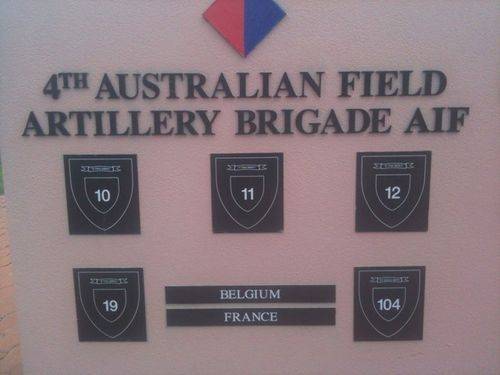 4TH AUSTRALIAN FIELD
ARTILLERY BRIGADE AIF
10
11
12
19
BELGIUM
FRANCE
104